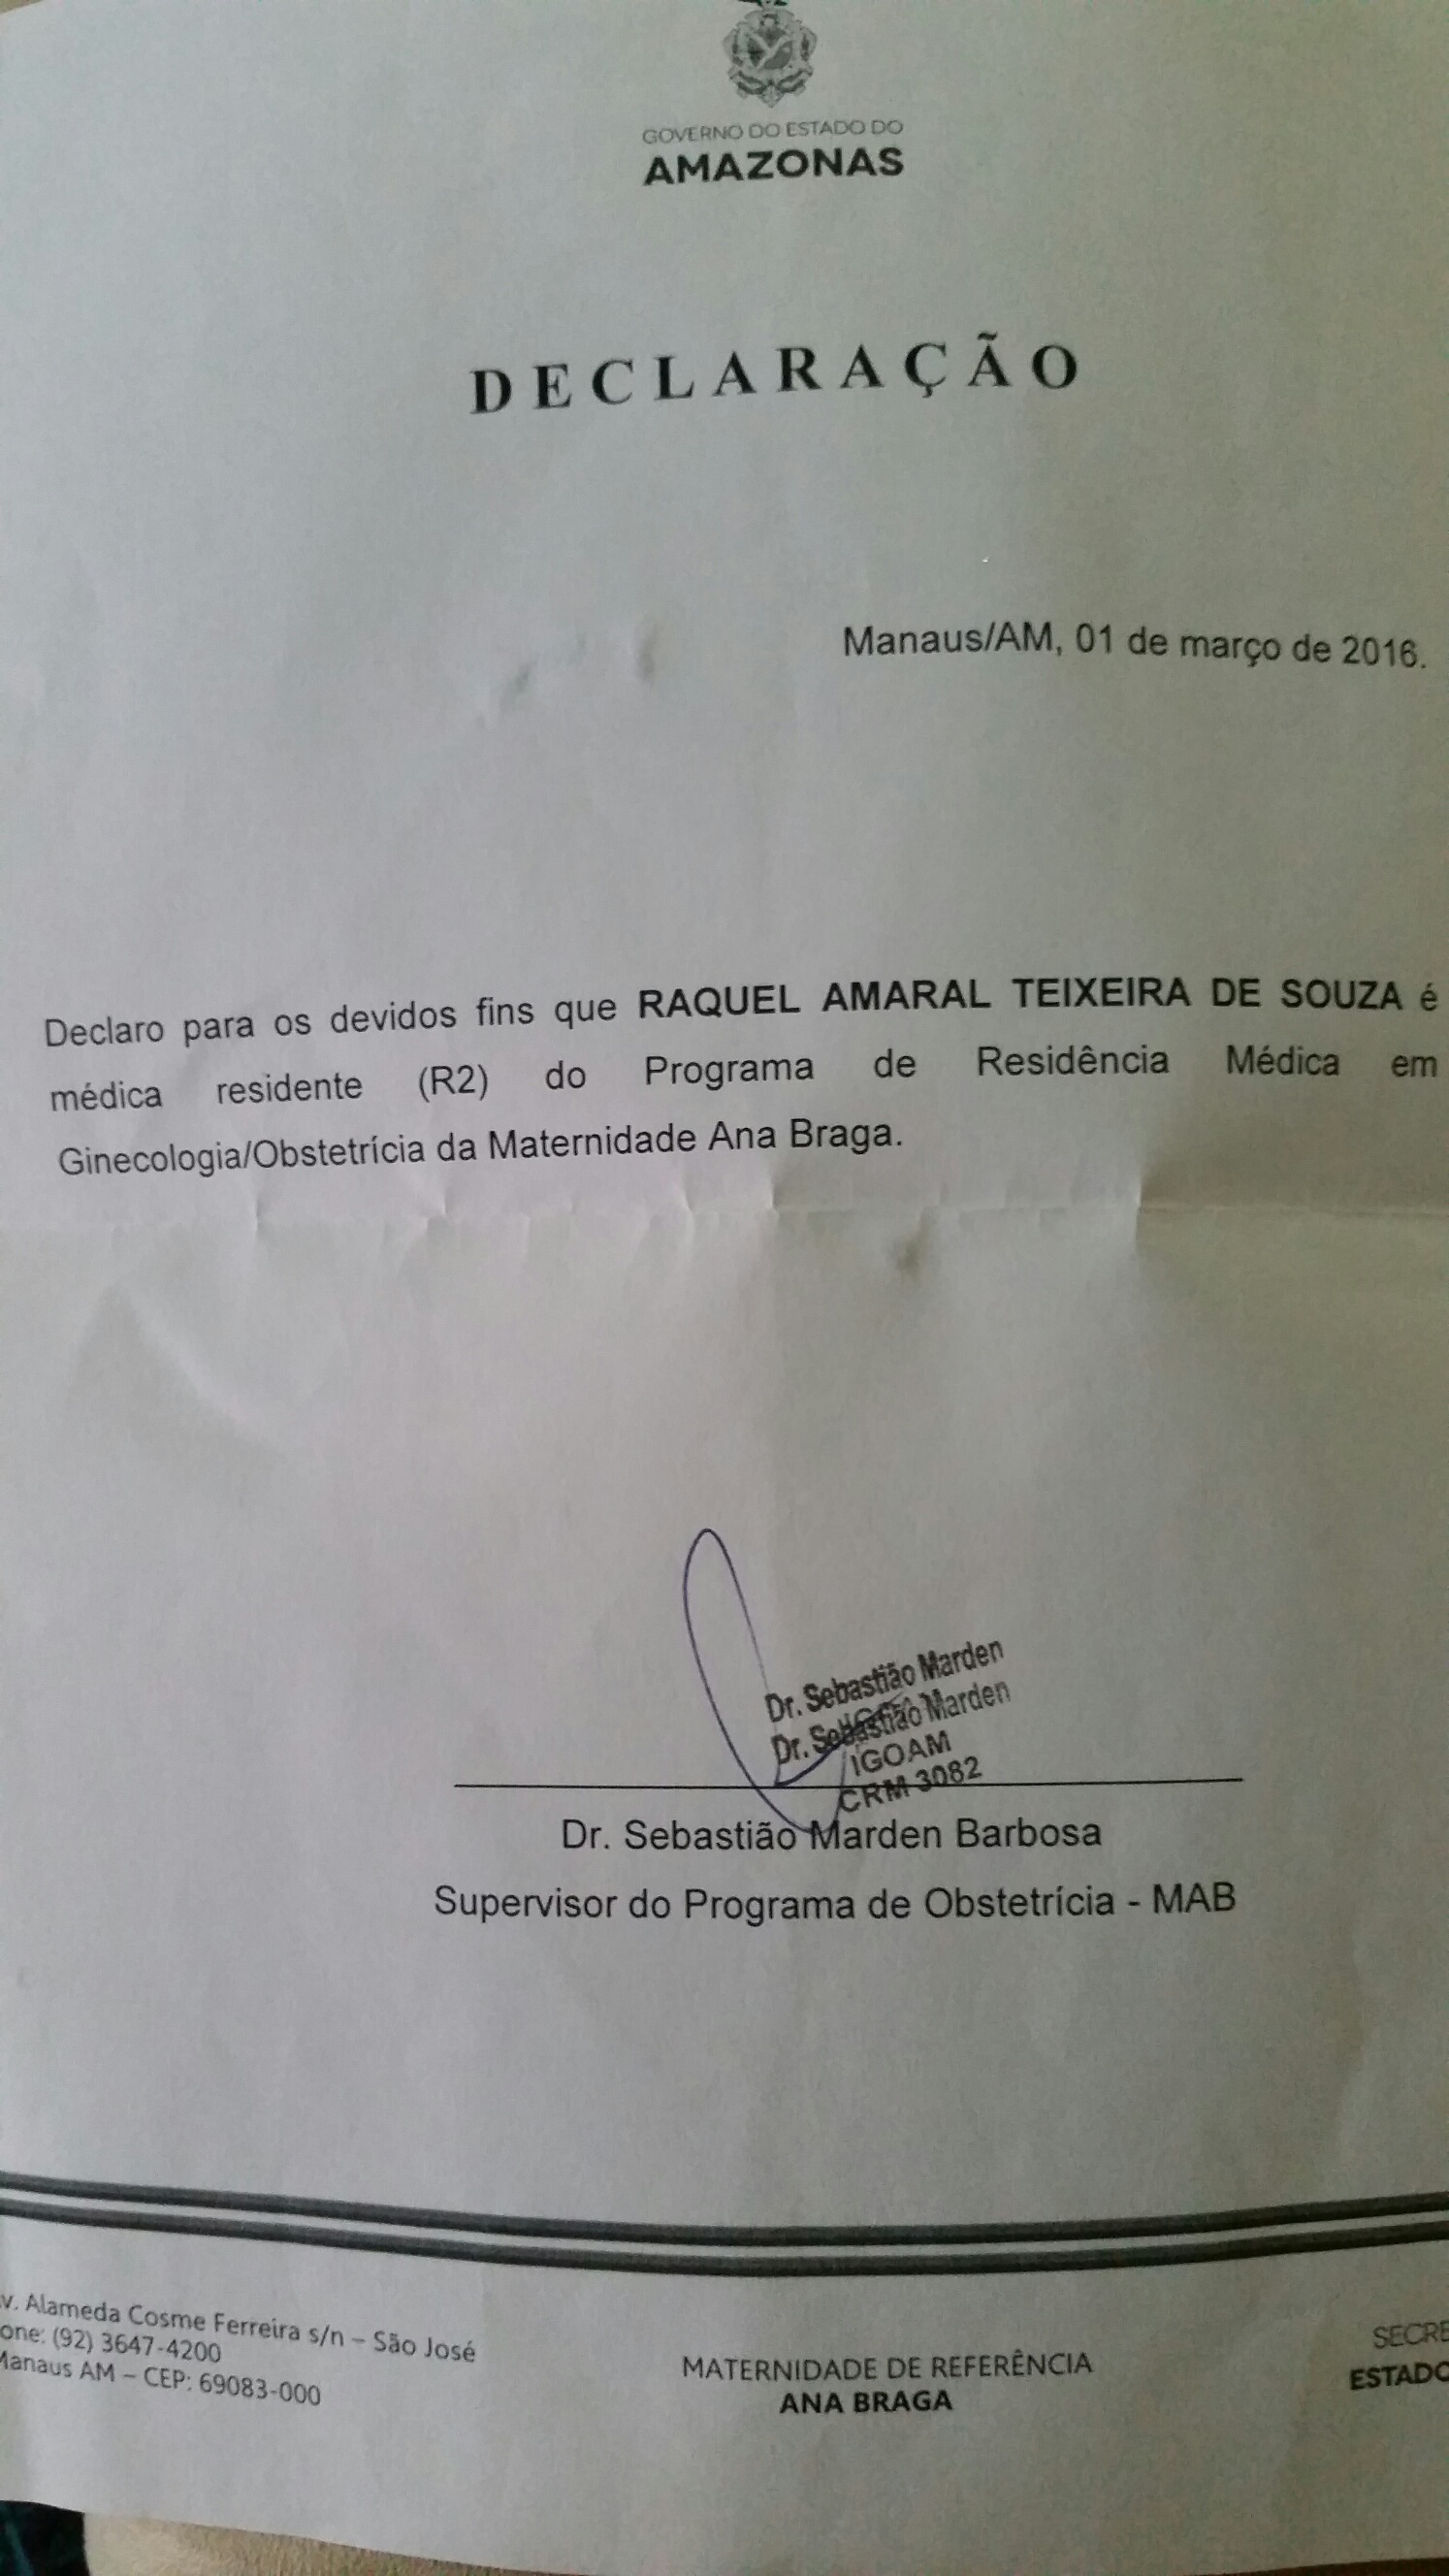 GOVERNO DO ESTADO DO
AMAZONAS
DECLARAÇÃO
Manaus/AM, 01 de março de 2016.
Declaro para os devidos fins que RAQUEL AMARAL TEIXEIRA DE SOUZA é
médica residente (R2) do Programa de Residência Médica em
Ginecologia/Obstetrícia da Maternidade Ana Braga.
Dr. Sebastião Marden
Dr. Sebastião Marden
IGOAM
CRM 3082
Dr. Sebastião Marden Barbosa
Supervisor do Programa de Obstetrícia - MAB
v. Alameda Cosme Ferreira s/n – São José
one: (92) 3647-4200
Manaus AM – CEP: 69083-000
MATERNIDADE DE REFERÊNCIA
ANA BRAGA
SECRE
ESTADO